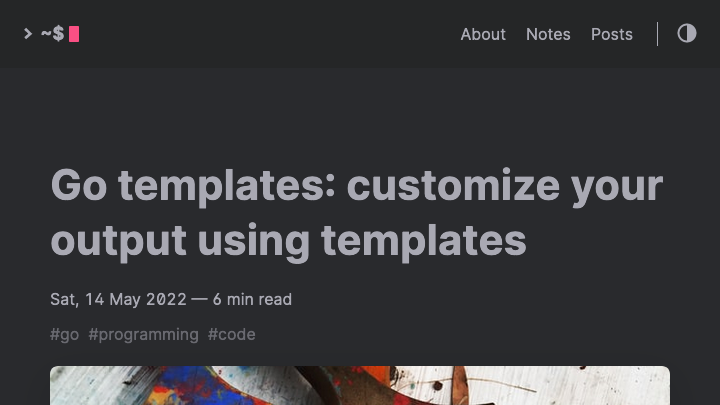 > ~$
About Notes Posts
Go templates: customize your
output using templates
Sat, 14 May 2022 — 6 min read
#go #programming #code